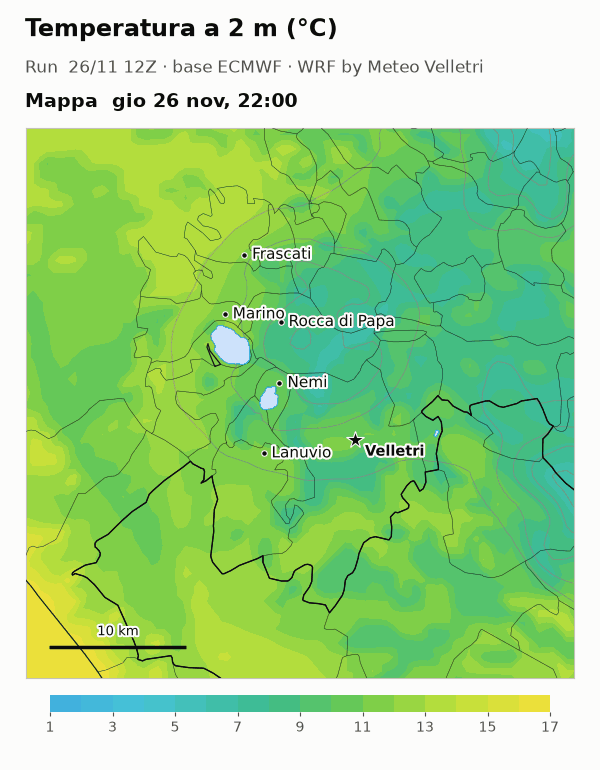 Temperatura a 2 m (°C)
Run  26/11 12Z · base ECMWF · WRF by Meteo Velletri
Mappa  gio 26 nov, 22:00
Frascati
Marino
Rocca di Papa
Nemi
Velletri
Lanuvio
10 km
1 3 5 7 9 11 13 15 17